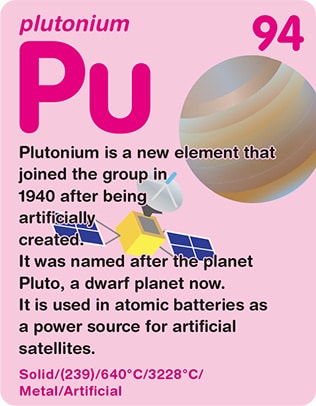 plutonium
94
Pu
Plutonium is a new element that
joined the group in
1940 after being
artificially
created.
It was named after the planet
Pluto, a dwarf planet now.
It is used in atomic batteries as
a power source for artificial
satellites.
Solid/(239)/640°C/3228°C/
Metal/Artificial